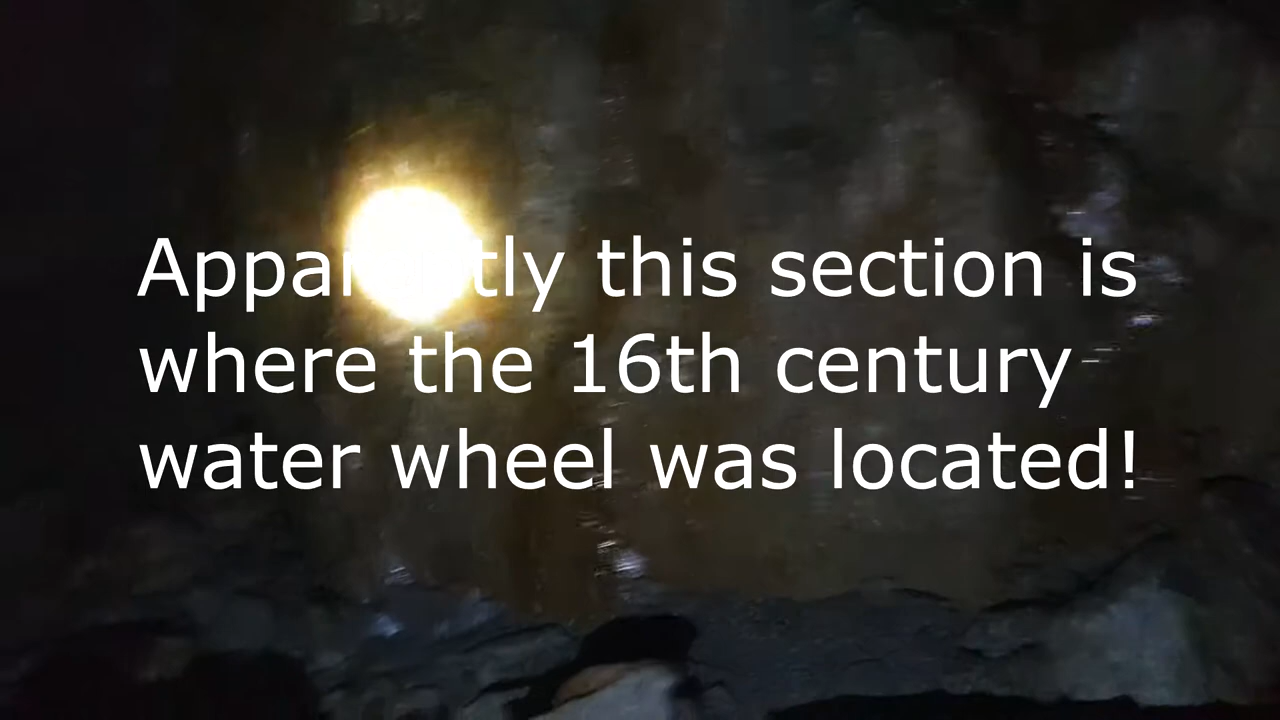 Apparently this section is
where the 16th century
water wheel was located!